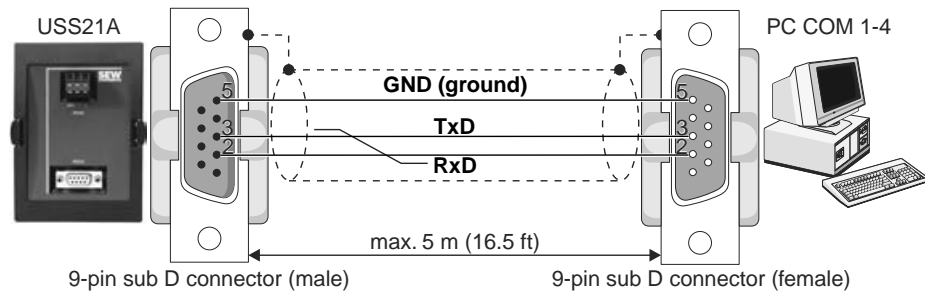 USS21A
PC COM 1-4
SEW
GND (ground)
5
5
TxD
3
3
2
2
RxD
max. 5 m (16.5 ft)
9-pin sub D connector (male)
9-pin sub D connector (female)